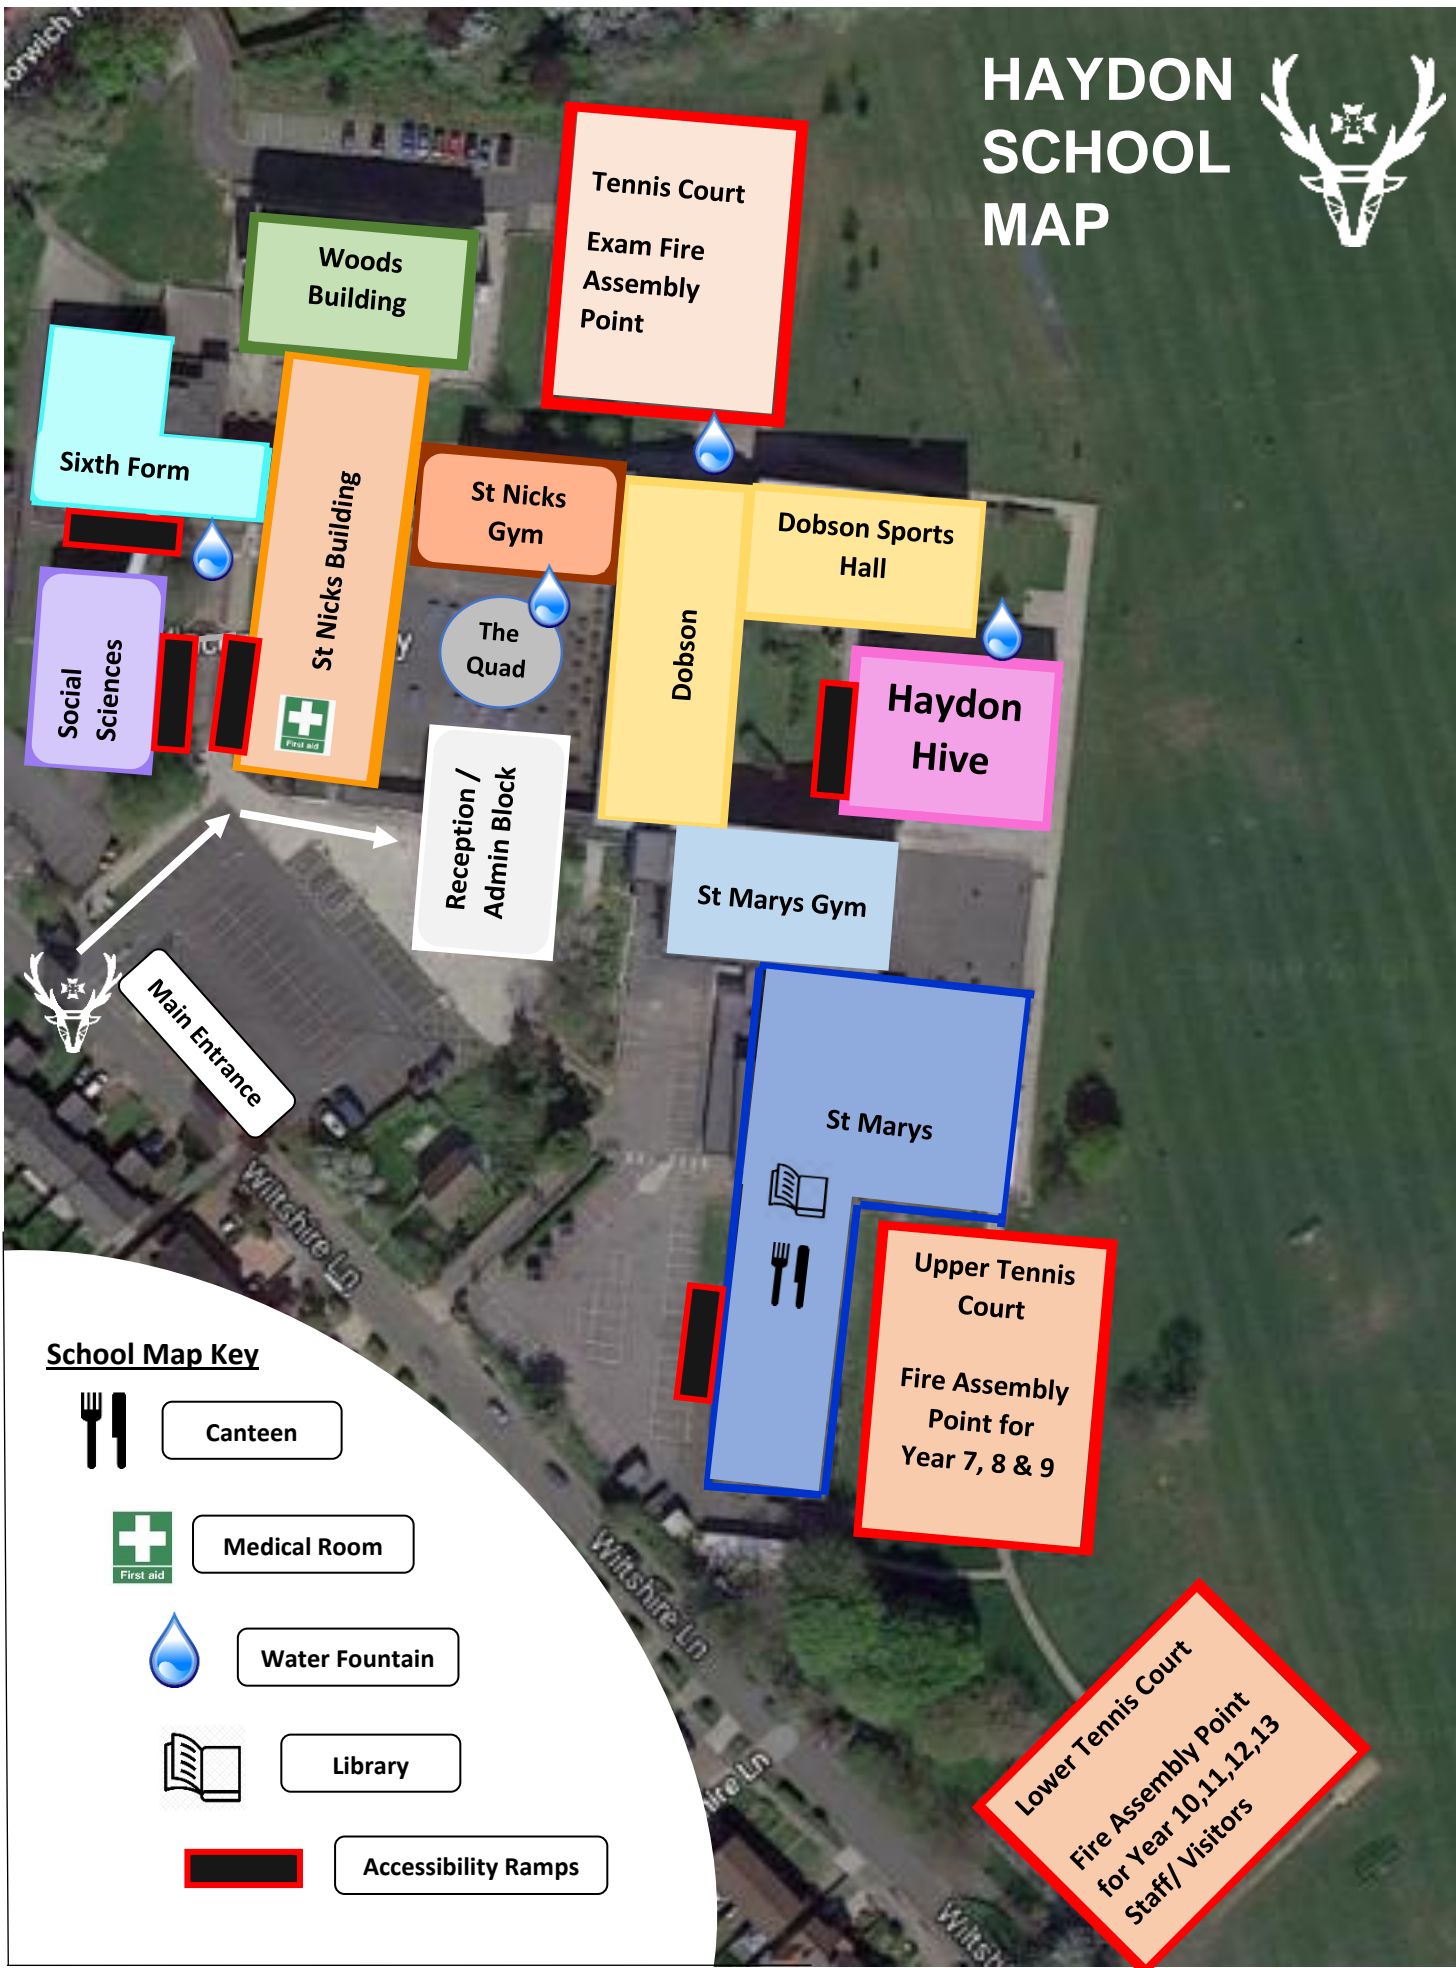 HAYDON
SCHOOL
MAP
Tennis Court
Exam Fire
Assembly
Point
Woods
Building
Sixth Form
St Nicks Building
St Nicks
Gym
Dobson Sports
Hall
Dobson
The
Quad
Social
Sciences
First aid
Haydon
Hive
Reception /
Admin Block
St Marys Gym
Main Entrance
St Marys
Wiltshire Ln
Upper Tennis
Court
Fire Assembly
Point for
Year 7, 8 & 9
Wiltshire Ln
Lower Tennis Court
Fire Assembly Point
for Year 10,11,12,13
Staff/ Visitors
School Map Key
Canteen
First aid
Medical Room
Water Fountain
Library
Accessibility Ramps